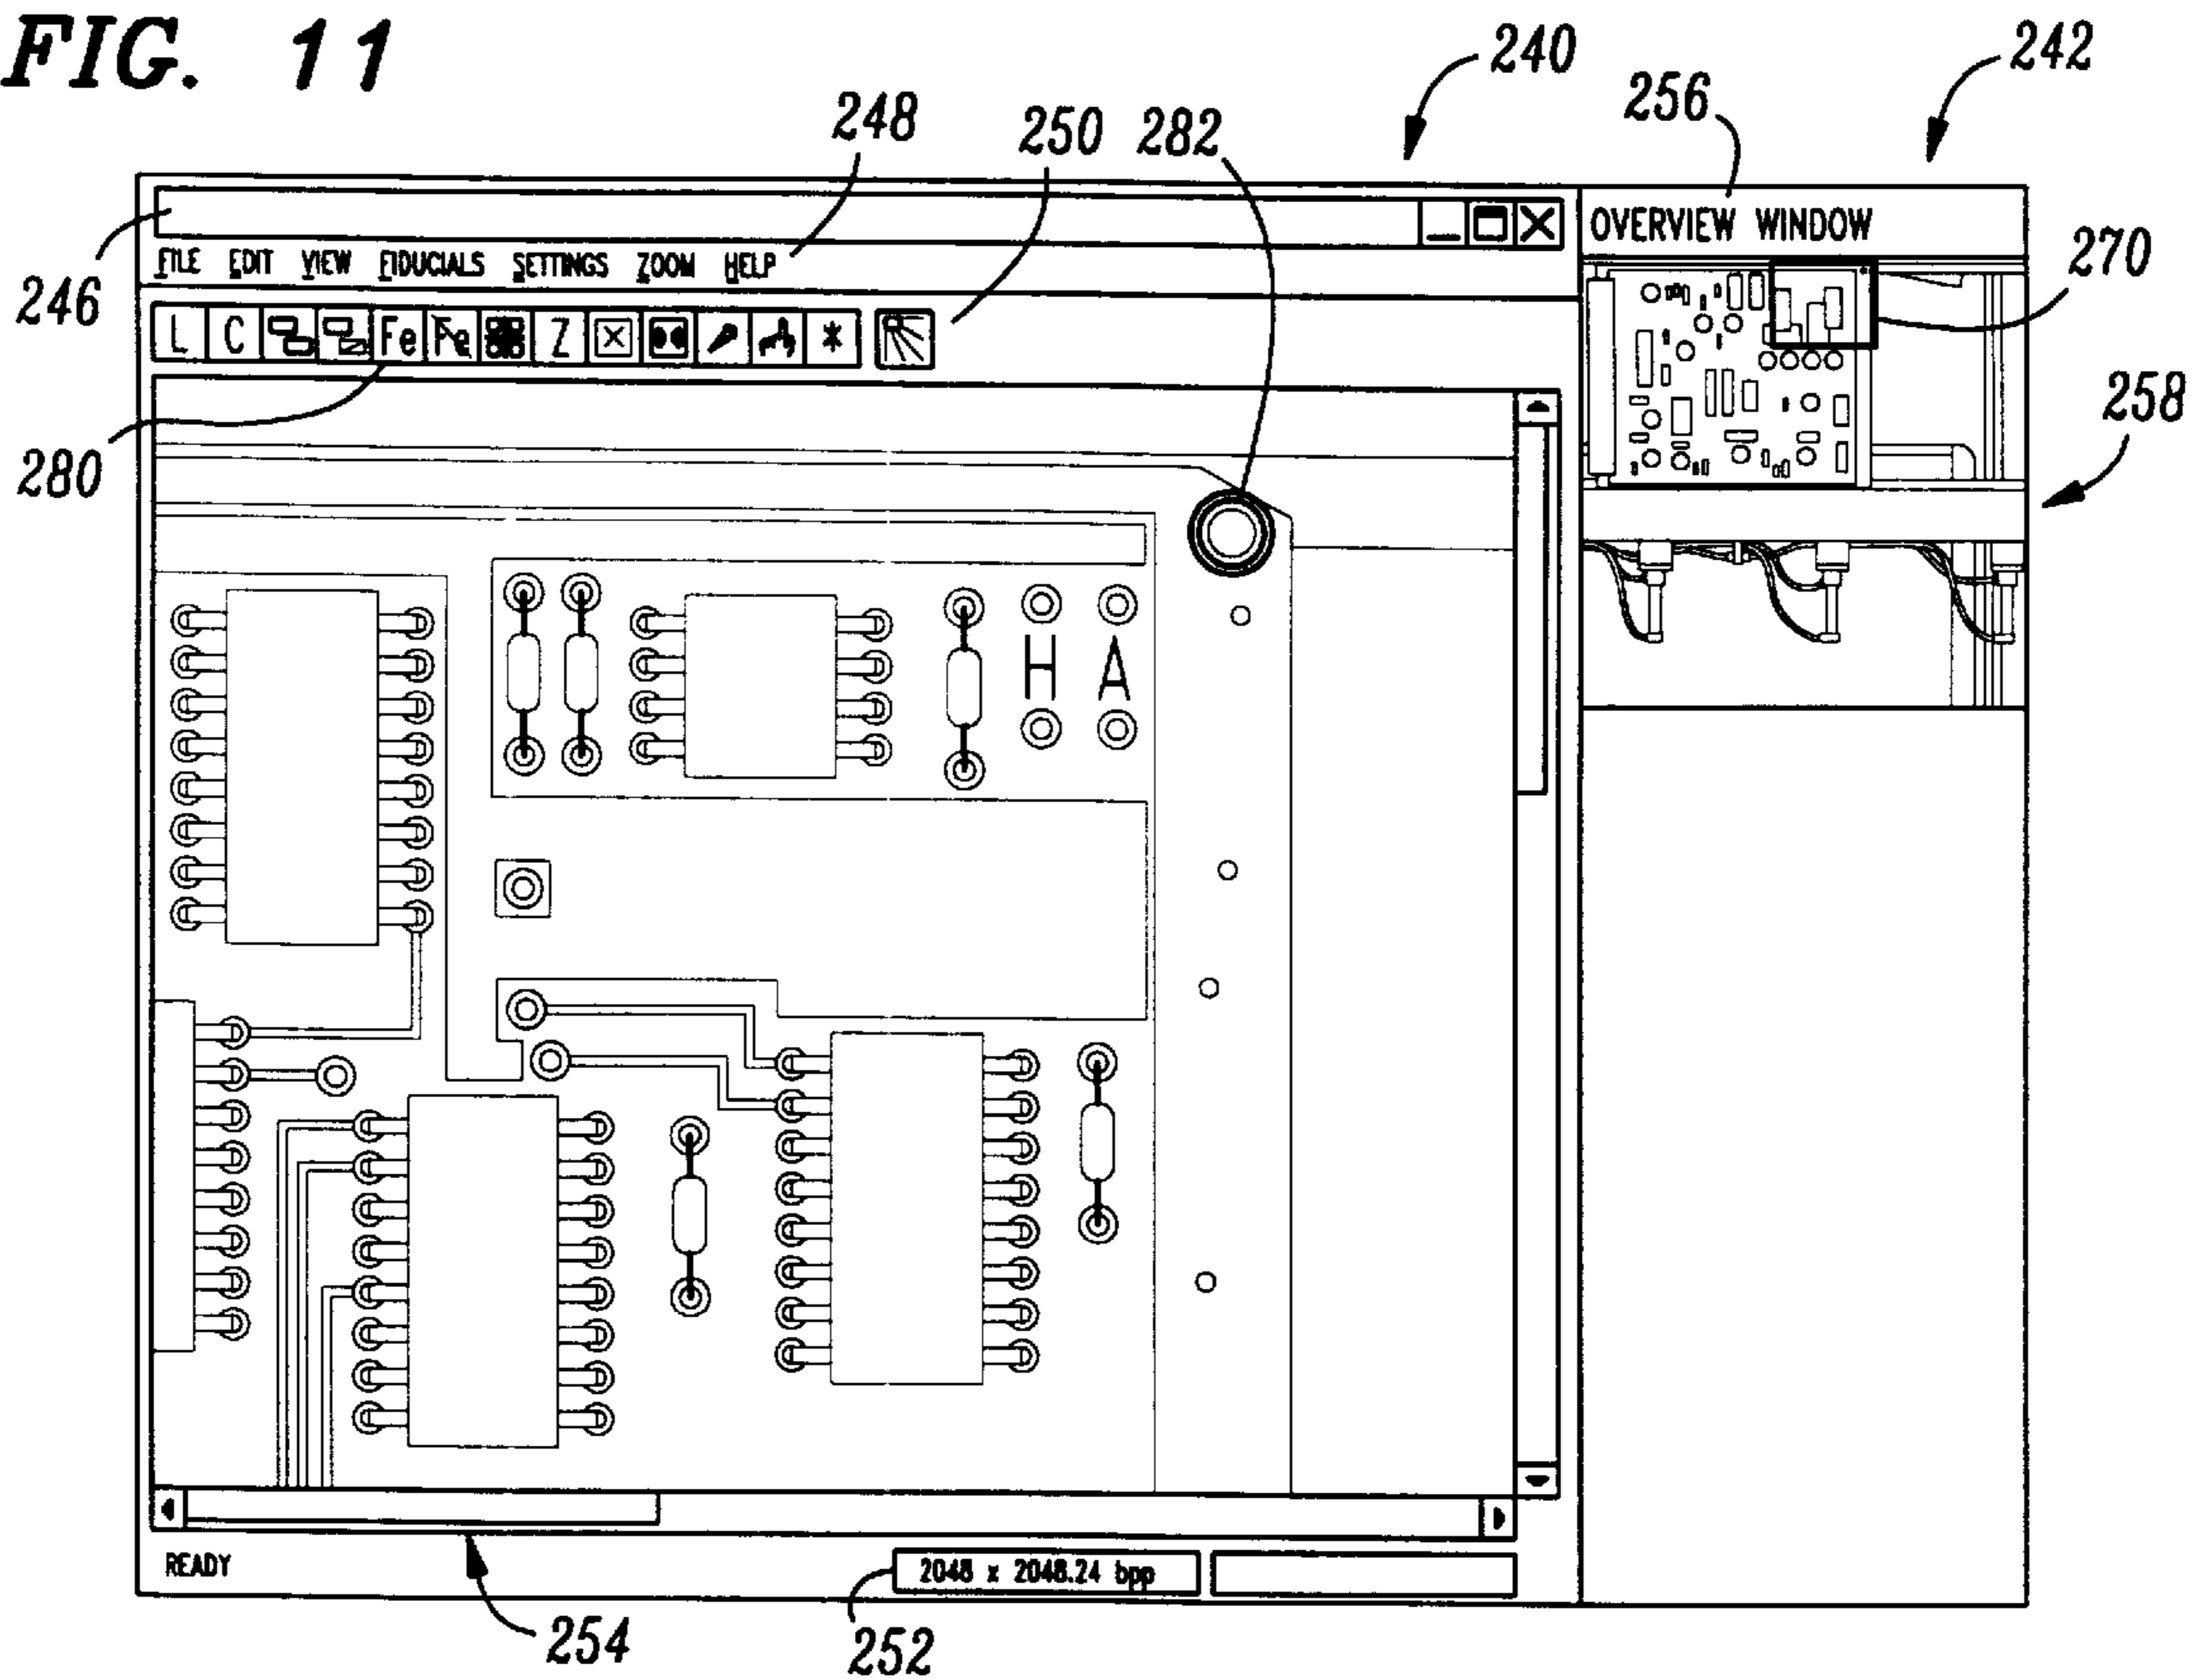 FIG. 11
240
242
256
248
250
282
OVERVIEW WINDOW
270
246
FILE EDIT VIEW FIDUCIALS SETTINGS ZOOM HELP
L C Fe Fe Z *
258
280
H A
READY
2048 x 2048.24 bpp
254
252